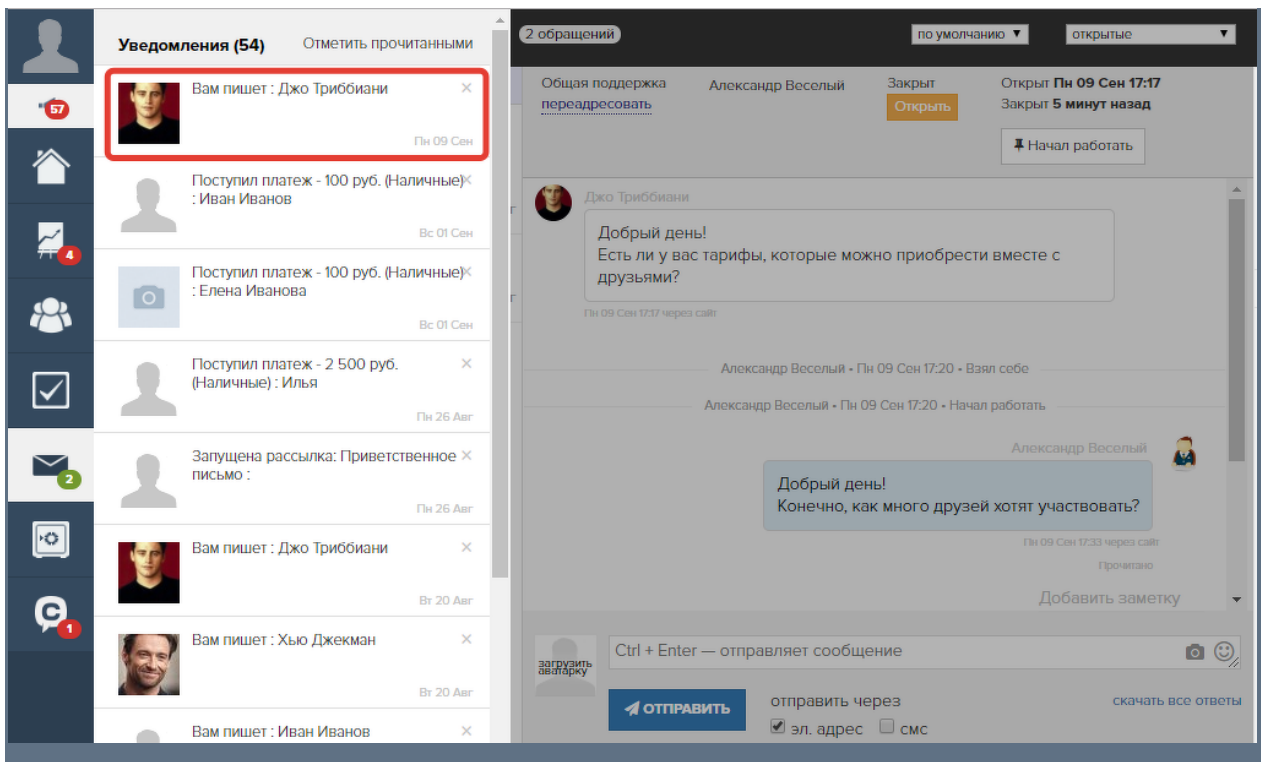 57
4
2
1
Уведомления (54)
Отметить прочитанными
Вам пишет : Джо Триббиани
Пн 09 Сен
Поступил платеж - 100 руб. (Наличные)
: Иван Иванов
Вс 01 Сен
Поступил платеж - 100 руб. (Наличные)
: Елена Иванова
Вс 01 Сен
Поступил платеж - 2 500 руб.
(Наличные) : Илья
Пн 26 Авг
Запущена рассылка: Приветственное
письмо :
Пн 26 Авг
Вам пишет : Джо Триббиани
Вт 20 Авг
Вам пишет : Хью Джекман
Вт 20 Авг
Вам пишет : Иван Иванов
2 обращений
по умолчанию
открытые
Общая поддержка
переадресовать
Александр Веселый
Закрыт
Открыть
Открыт Пн 09 Сен 17:17
Закрыт 5 минут назад
Начал работать
г
г
Джо Триббиани
Добрый день!
Есть ли у вас тарифы, которые можно приобрести вместе с
друзьями?
Пн 09 Сен 17:17 через сайт
Александр Веселый • Пн 09 Сен 17:20 • Взял себе
Александр Веселый • Пн 09 Сен 17:20 • Начал работать
Александр Веселый
Добрый день!
Конечно, как много друзей хотят участвовать?
Пн 09 Сен 17:33 через сайт
Прочитано
Добавить заметку
загрузить
аватарку
Ctrl + Enter — отправляет сообщение
ОТПРАВИТЬ
отправить через
эл. адрес
смс
скачать все ответы